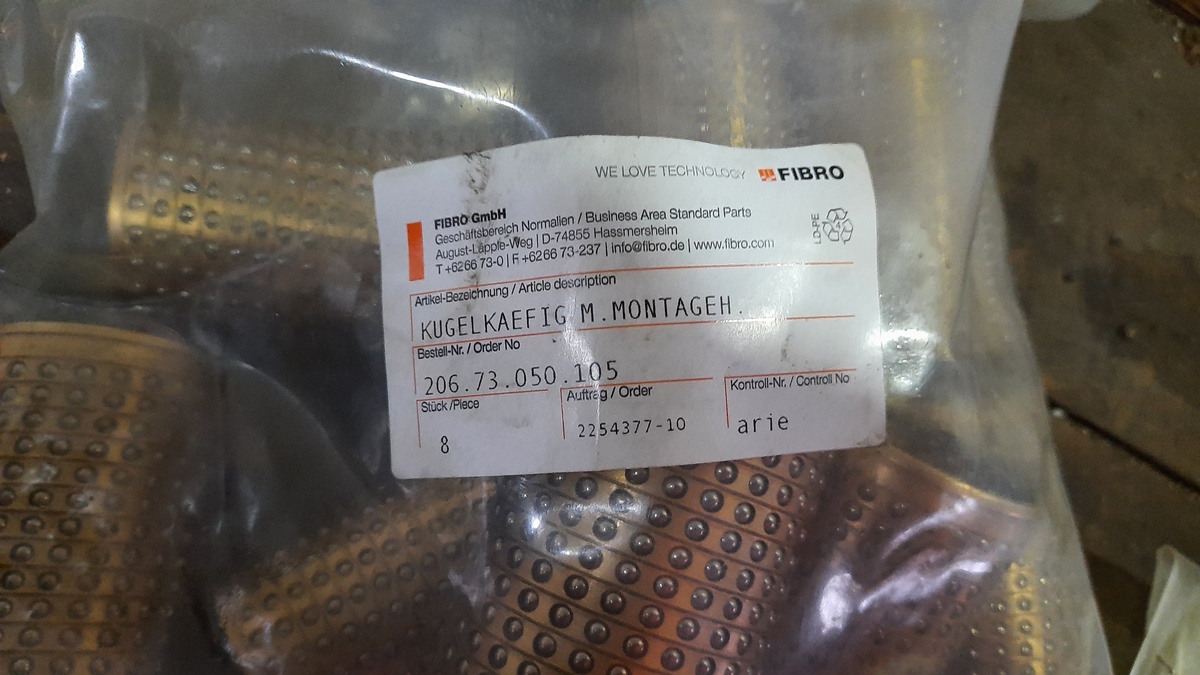 WE LOVE TECHNOLOGY FIBRO
FIBRO GmbH
Geschäftsbereich Normalien / Business Area Standard Parts
August-Läpple-Weg | D-74855 Hassmersheim
T +6266 73-0 | F +6266 73-237 | info@fibro.de | www.fibro.com
LDPE
4
Artikel-Bezeichnung / Article description
KUGELKAEFIG M.MONTAGEH.
Bestell-Nr. / Order No
206.73.050.105
Stück /Piece
8
Auftrag / Order
2254377-10
Kontroll-Nr. / Controll No
arie